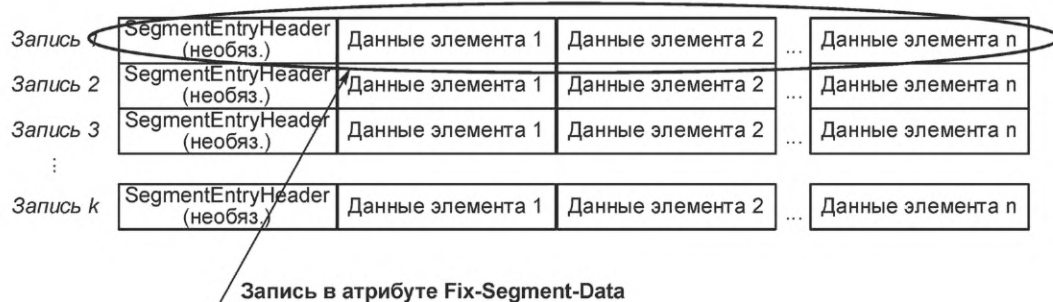 Запись 1 SegmentEntryHeader (необяз.) Данные элемента 1 Данные элемента 2 ... Данные элемента n
Запись 2 SegmentEntryHeader (необяз.) Данные элемента 1 Данные элемента 2 ... Данные элемента n
Запись 3 SegmentEntryHeader (необяз.) Данные элемента 1 Данные элемента 2 ... Данные элемента n
⋮
Запись k SegmentEntryHeader (необяз.) Данные элемента 1 Данные элемента 2 ... Данные элемента n
Запись в атрибуте Fix-Segment-Data